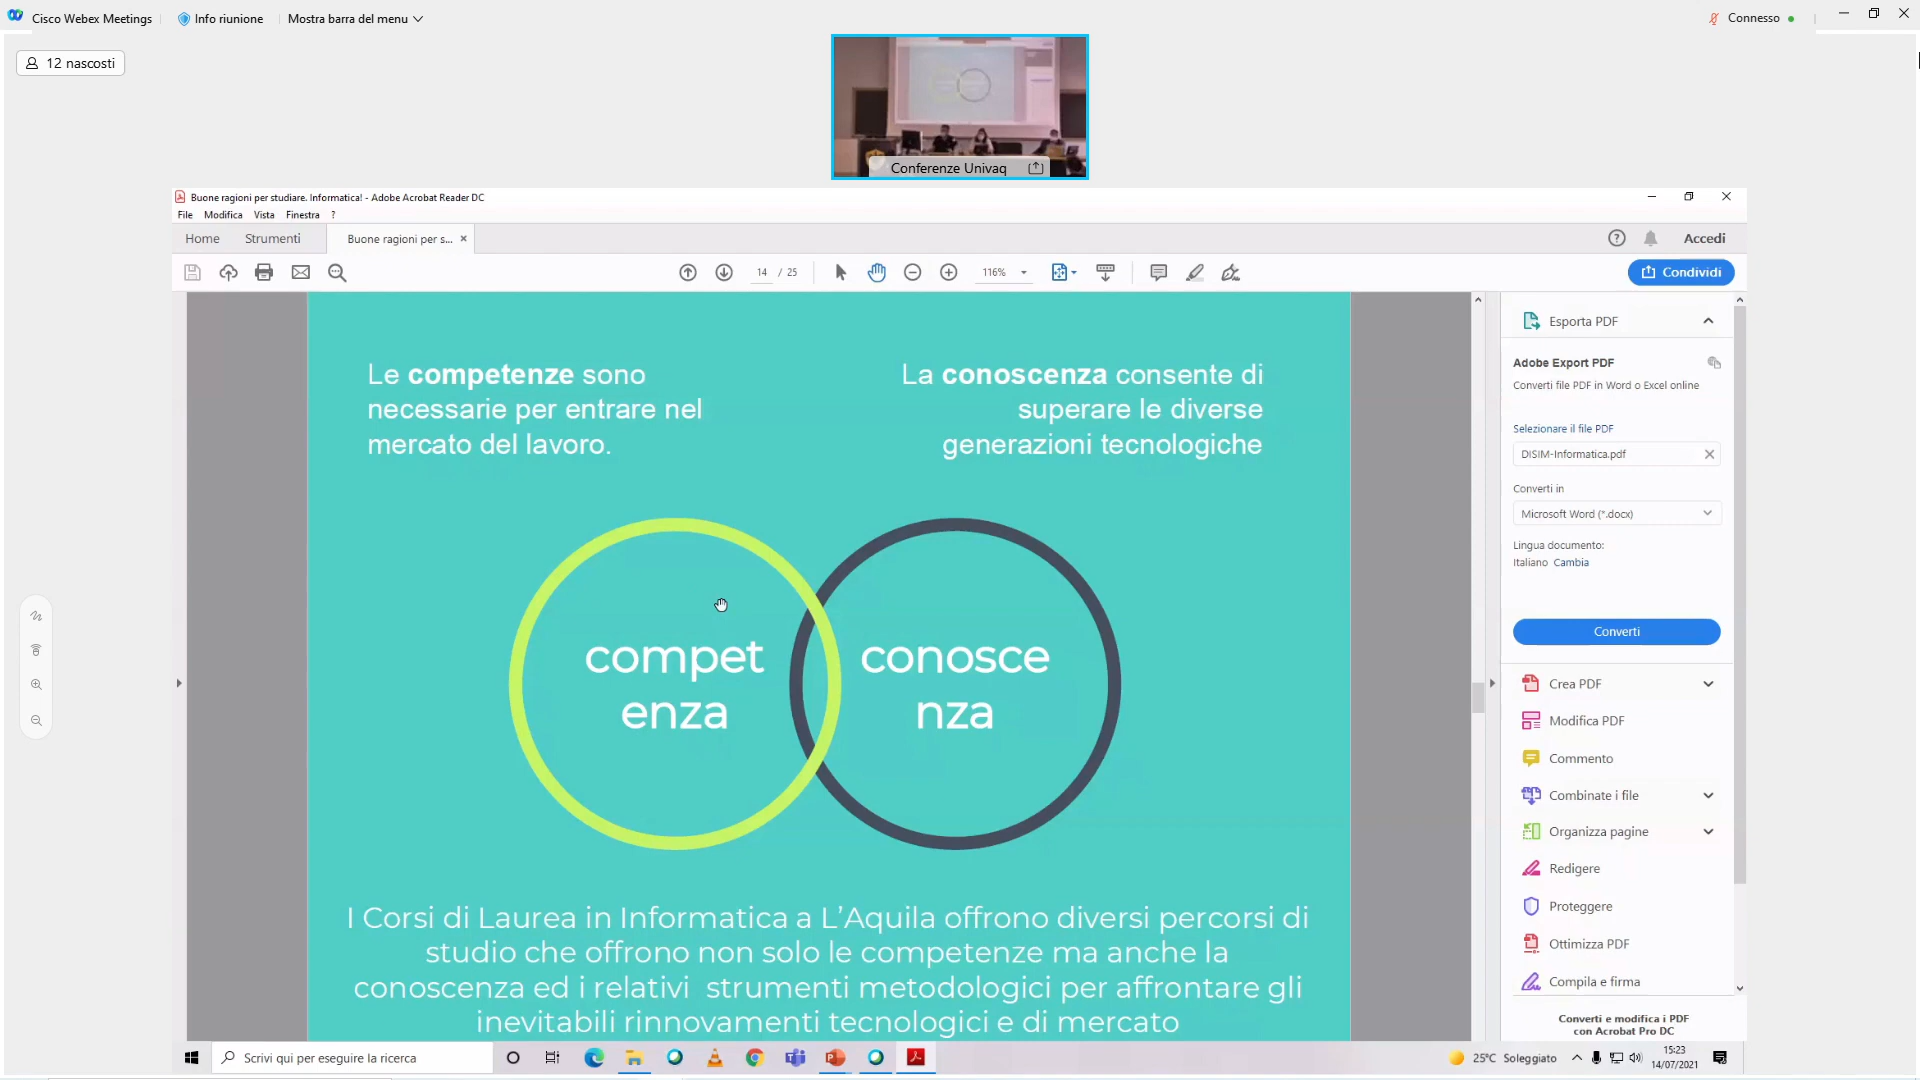 Cisco Webex Meetings
Info riunione
Mostra barra del menu
Connesso
12 nascosti
Conferenze Univaq
Buone ragioni per studiare. Informatica! - Adobe Acrobat Reader DC
File Modifica Vista Finestra ?
Home Strumenti Buone ragioni per s...
Accedi
14 / 25
116%
Condividi
Le competenze sono
necessarie per entrare nel
mercato del lavoro.
La conoscenza consente di
superare le diverse
generazioni tecnologiche
compet
enza
conosce
nza
I Corsi di Laurea in Informatica a L’Aquila offrono diversi percorsi di
studio che offrono non solo le competenze ma anche la
conoscenza ed i relativi strumenti metodologici per affrontare gli
inevitabili rinnovamenti tecnologici e di mercato
Esporta PDF
Adobe Export PDF
Converti file PDF in Word o Excel online
Selezionare il file PDF
DISIM-Informatica.pdf
Converti in
Microsoft Word (*.docx)
Lingua documento:
Italiano Cambia
Converti
Crea PDF
Modifica PDF
Commento
Combinate i file
Organizza pagine
Redigere
Proteggere
Ottimizza PDF
Compila e firma
Converti e modifica i PDF
con Acrobat Pro DC
Scrivi qui per eseguire la ricerca
25°C Soleggiato
15:23
14/07/2021